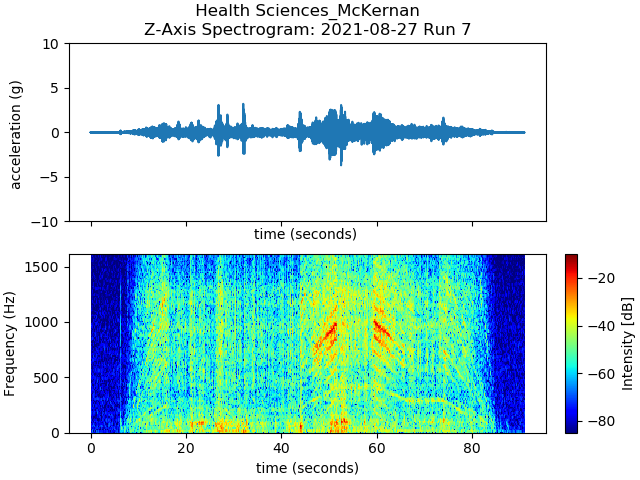 Health Sciences_McKernan
Z-Axis Spectrogram: 2021-08-27 Run 7
10
5
0
−5
−10
acceleration (g)
time (seconds)
1500
1000
500
0
Frequency (Hz)
0
20
40
60
80
time (seconds)
−20
−40
−60
−80
Intensity [dB]